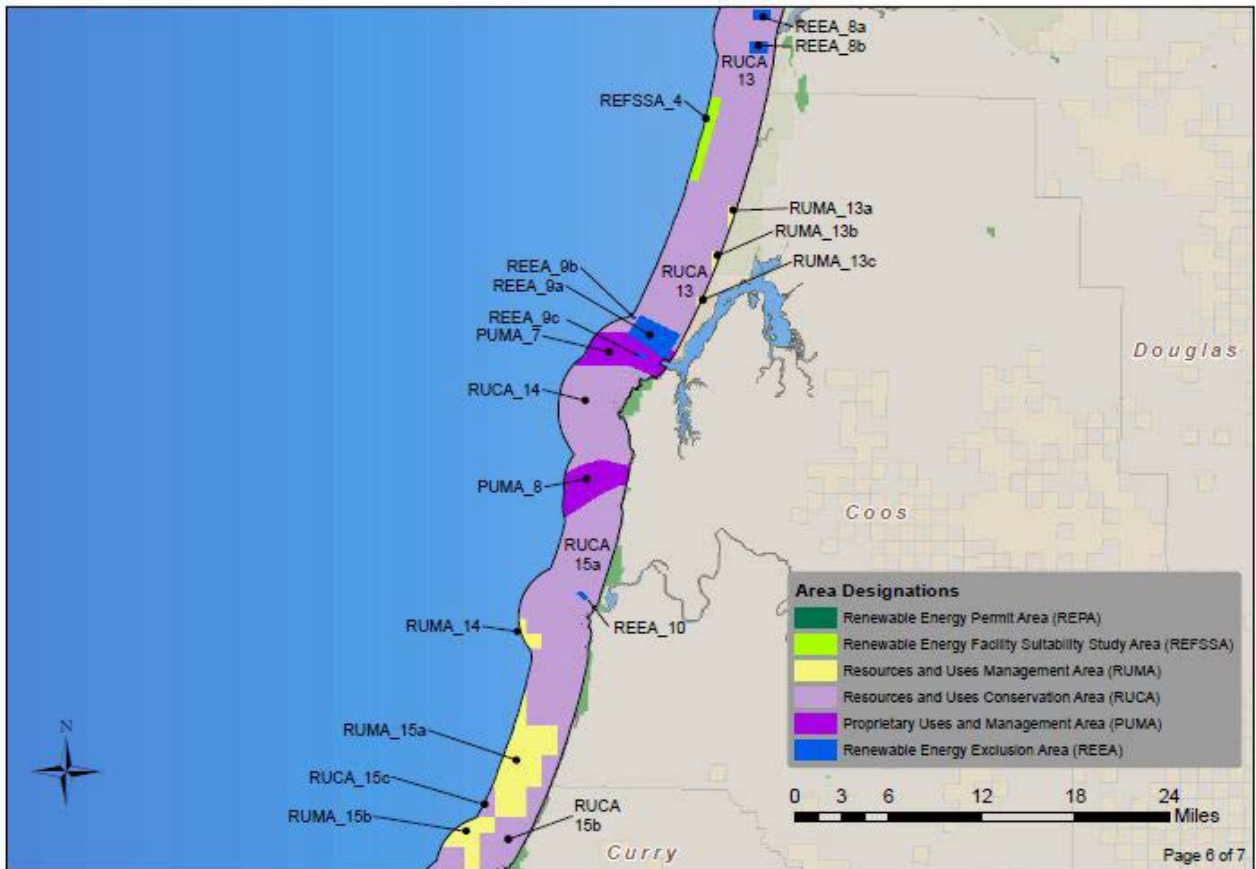 REEA_8a
REEA_8b
RUCA
13
REFSSA_4
RUMA_13a
RUMA_13b
RUMA_13c
RUCA
13
REEA_9b
REEA_9a
REEA_9c
PUMA_7
RUCA_14
PUMA_8
Douglas
Coos
RUCA
15a
REEA_10
RUMA_14
RUMA_15a
RUCA_15c
RUMA_15b
RUCA
15b
Curry
N
Area Designations
Renewable Energy Permit Area (REPA)
Renewable Energy Facility Suitability Study Area (REFSSA)
Resources and Uses Management Area (RUMA)
Resources and Uses Conservation Area (RUCA)
Proprietary Uses and Management Area (PUMA)
Renewable Energy Exclusion Area (REEA)
0 3 6 12 18 24
Miles
Page 6 of 7